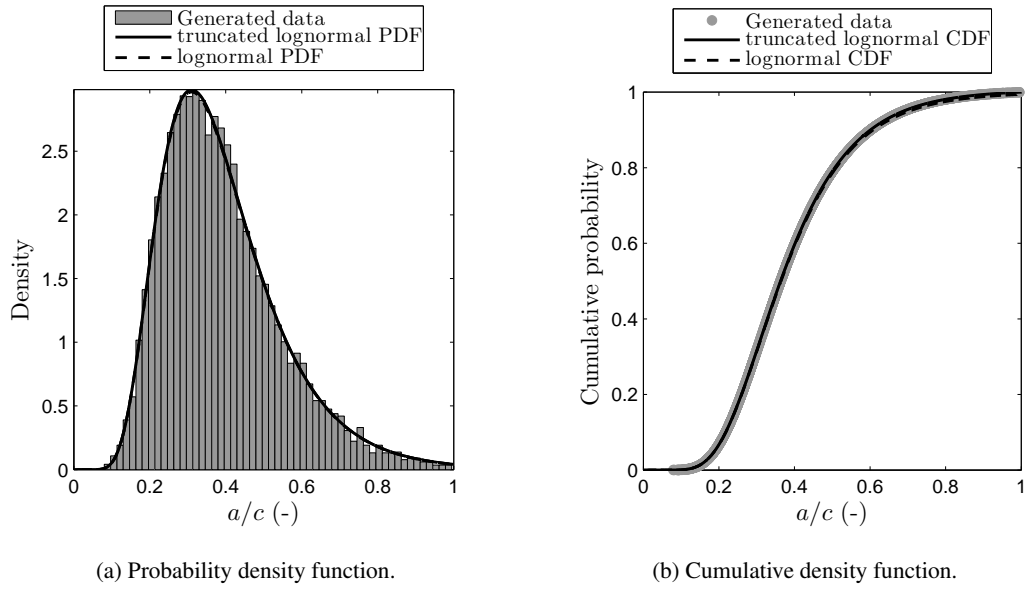 Generated data
truncated lognormal PDF
lognormal PDF
2.5
2
1.5
1
0.5
0
Density
0 0.2 0.4 0.6 0.8 1
a/c (-)
(a) Probability density function.
Generated data
truncated lognormal CDF
lognormal CDF
1
0.8
0.6
0.4
0.2
0
Cumulative probability
0 0.2 0.4 0.6 0.8 1
a/c (-)
(b) Cumulative density function.